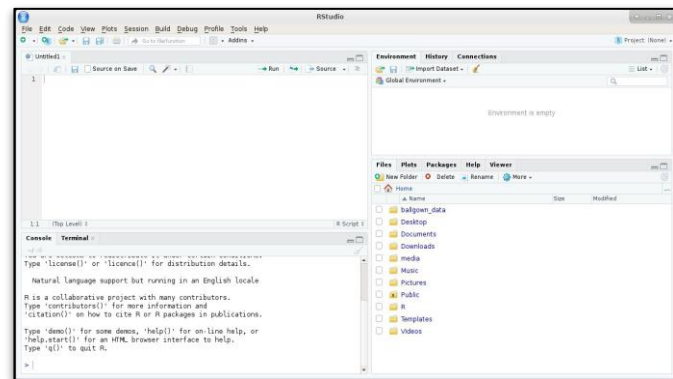 RStudio
File Edit Code View Plots Session Build Debug Profile Tools Help
Go to file/function Addins Project: (None)
Untitled1
Source on Save Run Source
1
1:1 (Top Level) R Script
Console Terminal
Type 'license()' or 'licence()' for distribution details.
Natural language support but running in an English locale
R is a collaborative project with many contributors.
Type 'contributors()' for more information and
'citation()' on how to cite R or R packages in publications.
Type 'demo()' for some demos, 'help()' for on-line help, or
'help.start()' for an HTML browser interface to help.
Type 'q()' to quit R.
>
Environment History Connections
Import Dataset List
Global Environment
Environment is empty
Files Plots Packages Help Viewer
New Folder Delete Rename More
Home
Name Size Modified
ballgown_data
Desktop
Documents
Downloads
media
Music
Pictures
Public
R
Templates
Videos